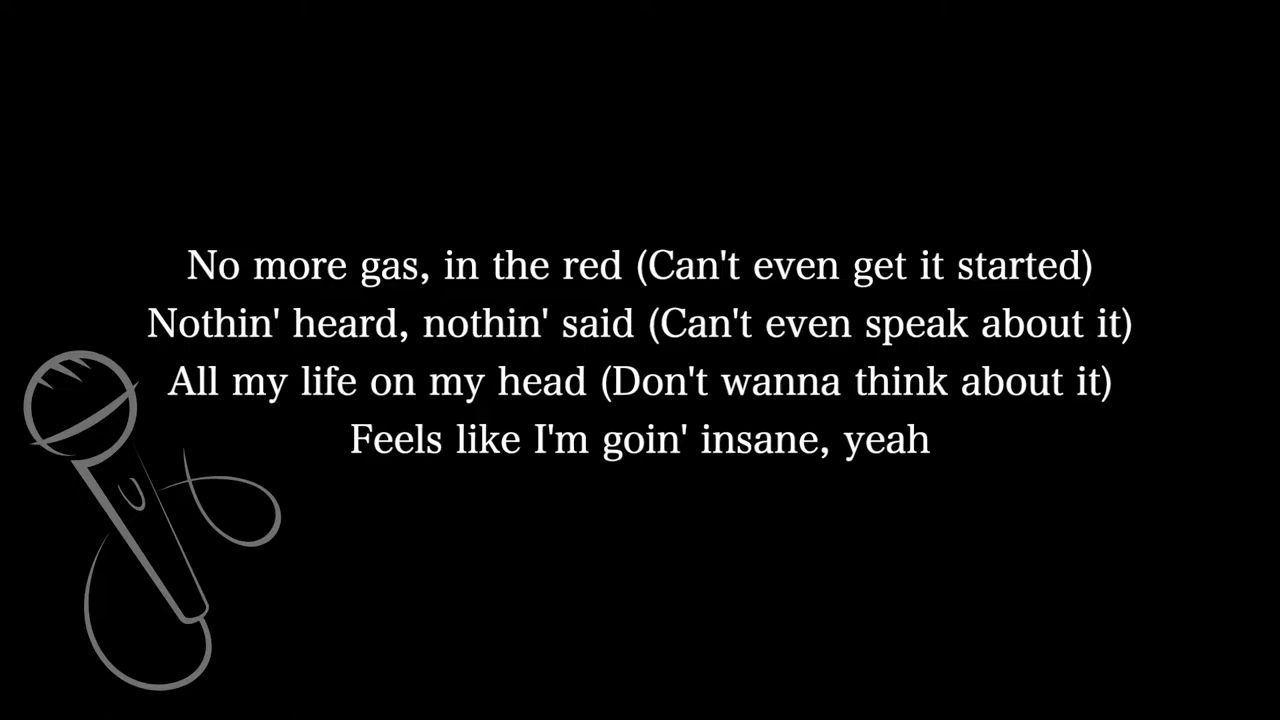 No more gas, in the red (Can't even get it started)
Nothin' heard, nothin' said (Can't even speak about it)
All my life on my head (Don't wanna think about it)
Feels like I'm goin' insane, yeah